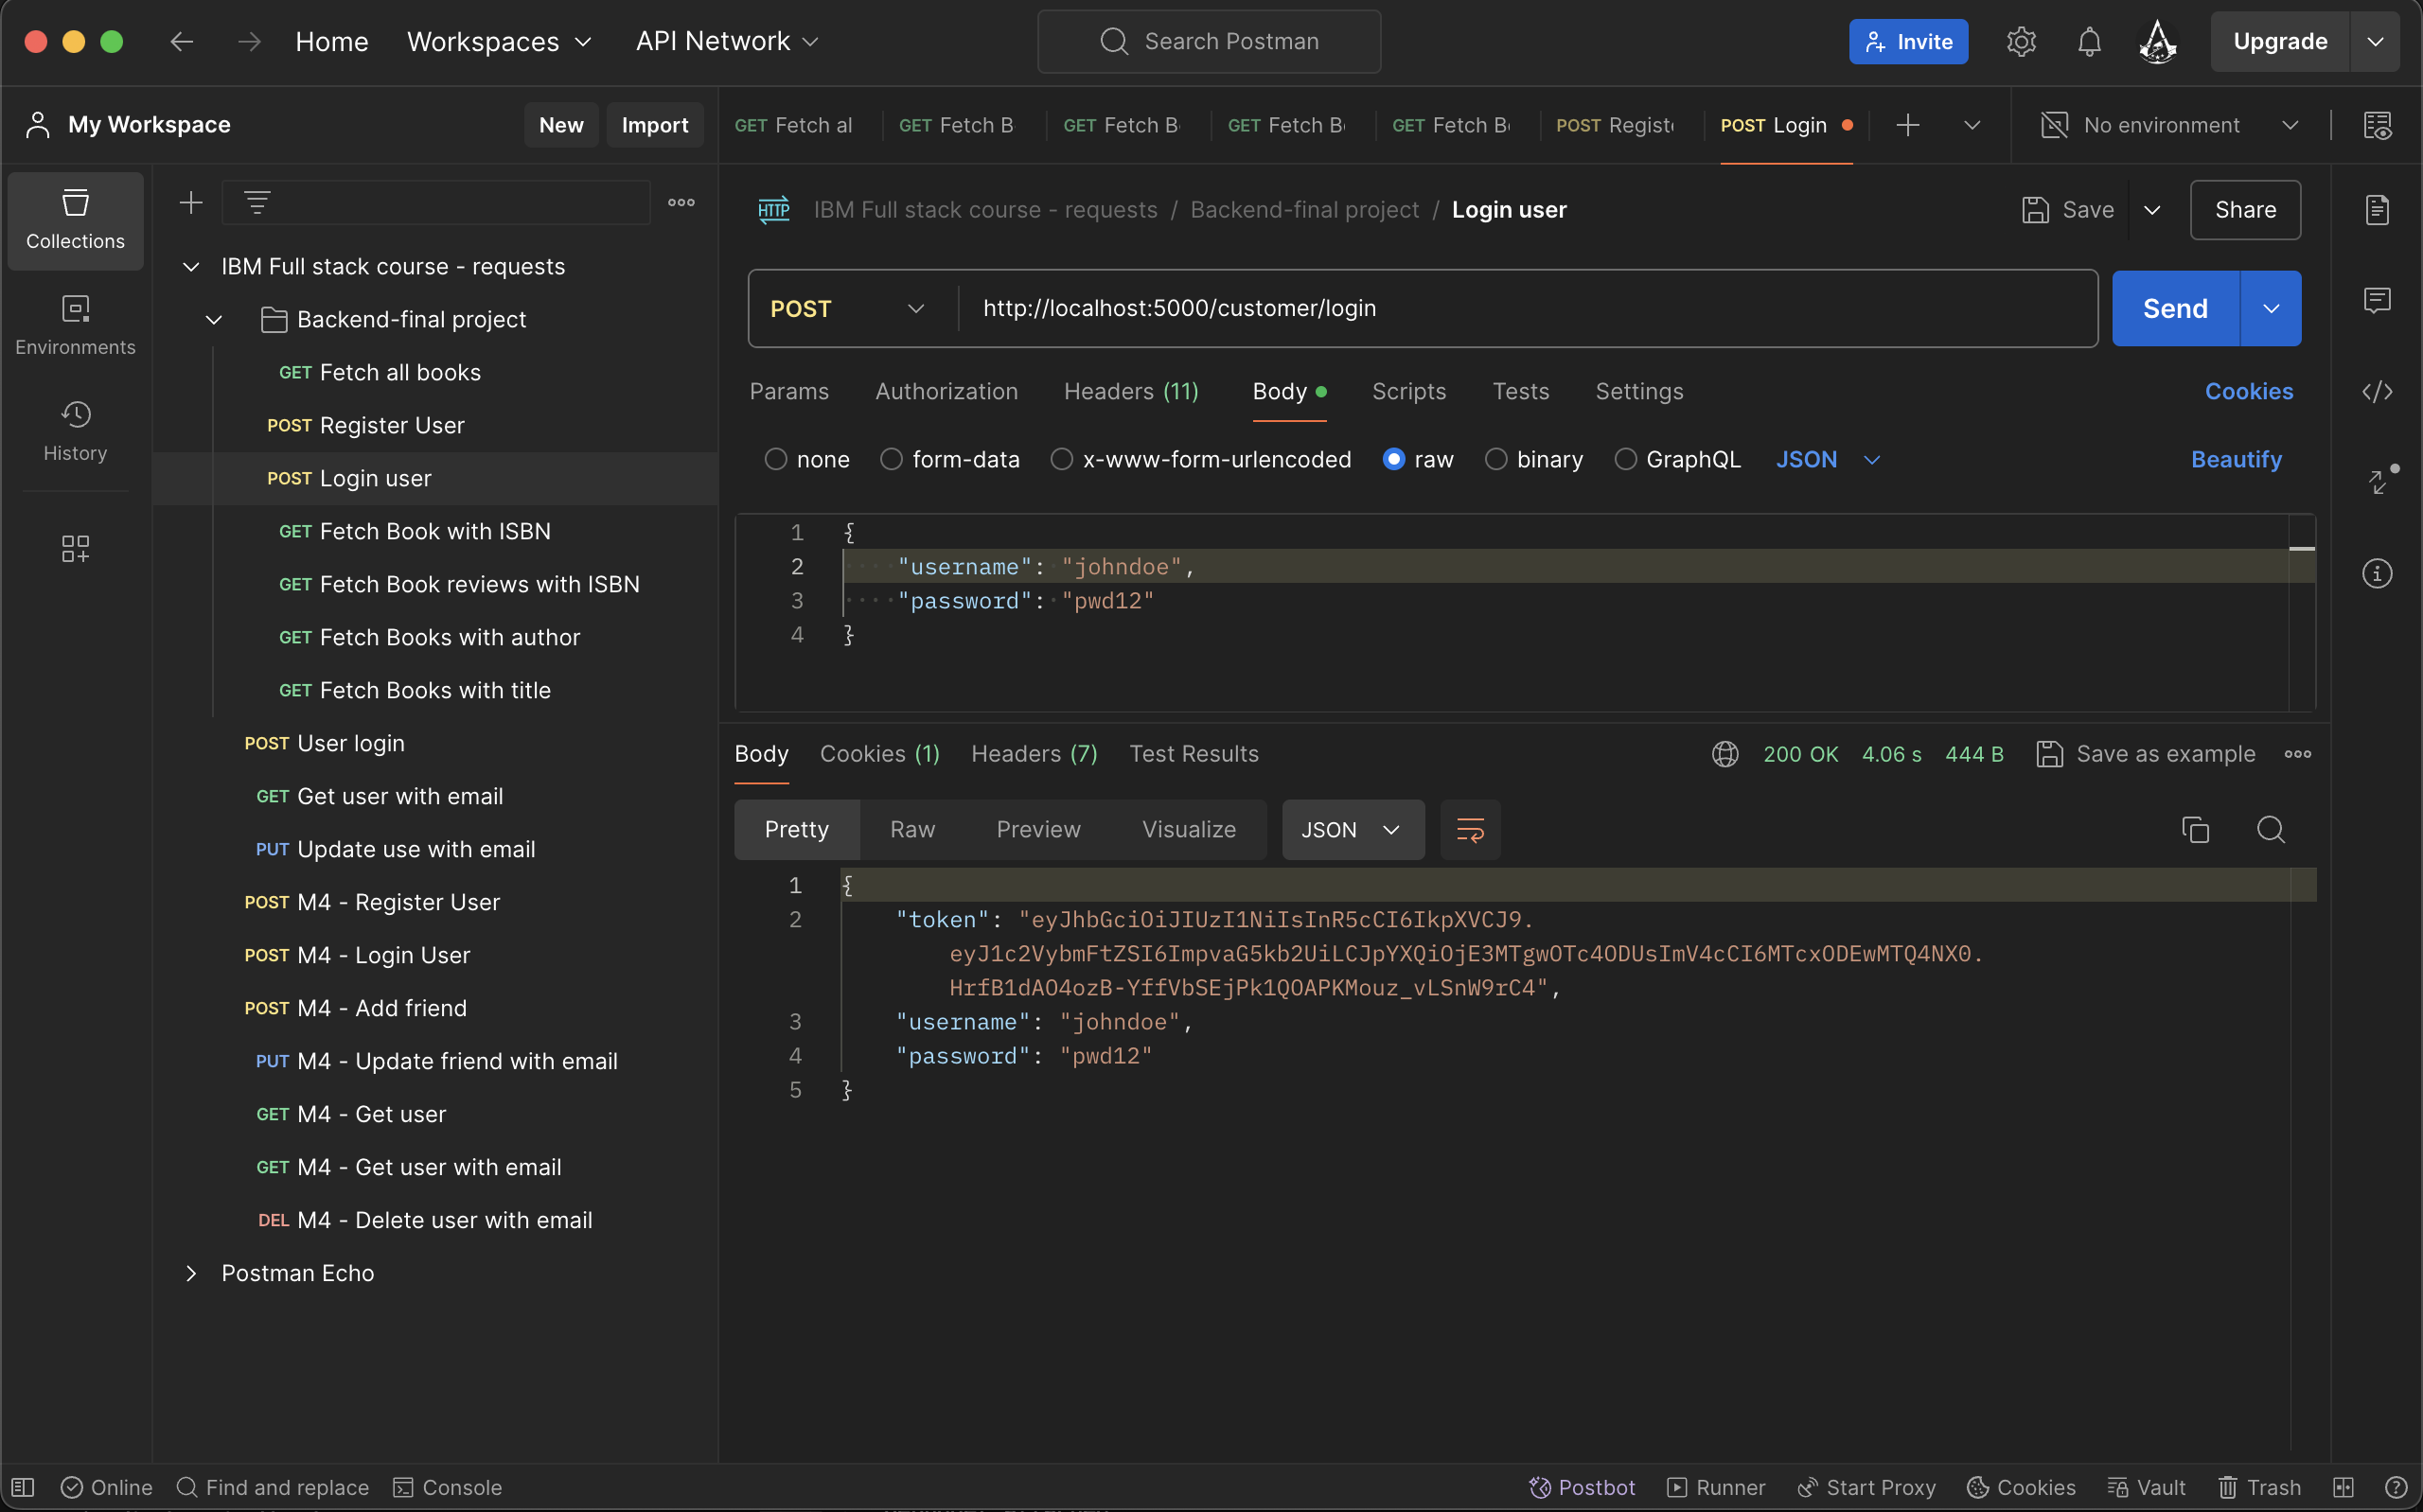 Home Workspaces API Network Search Postman Invite Upgrade
My Workspace New Import
GET Fetch al GET Fetch B GET Fetch B GET Fetch B GET Fetch B POST Regist POST Login No environment
Collections
Environments
History
IBM Full stack course - requests
Backend-final project
GET Fetch all books
POST Register User
POST Login user
GET Fetch Book with ISBN
GET Fetch Book reviews with ISBN
GET Fetch Books with author
GET Fetch Books with title
POST User login
GET Get user with email
PUT Update use with email
POST M4 - Register User
POST M4 - Login User
POST M4 - Add friend
PUT M4 - Update friend with email
GET M4 - Get user
GET M4 - Get user with email
DEL M4 - Delete user with email
Postman Echo
HTTP IBM Full stack course - requests / Backend-final project / Login user Save Share
POST http://localhost:5000/customer/login Send
Params Authorization Headers (11) Body Scripts Tests Settings Cookies
none form-data x-www-form-urlencoded raw binary GraphQL JSON Beautify
1 {
2 "username": "johndoe",
3 "password": "pwd12"
4 }
Body Cookies (1) Headers (7) Test Results 200 OK 4.06 s 444 B Save as example
Pretty Raw Preview Visualize JSON
1 {
2 "token": "eyJhbGciOiJIUzI1NiIsInR5cCI6IkpXVCJ9.
eyJ1c2VybmFtZSI6ImpvaG5kb2UiLCJpYXQiOjE3MTgwOTc4ODUsImV4cCI6MTcxODEwMTQ4NX0.
HrfB1dAO4ozB-YffVbSEjPk1QOAPKMouz_vLSnW9rC4",
3 "username": "johndoe",
4 "password": "pwd12"
5 }
Online Find and replace Console Postbot Runner Start Proxy Cookies Vault Trash